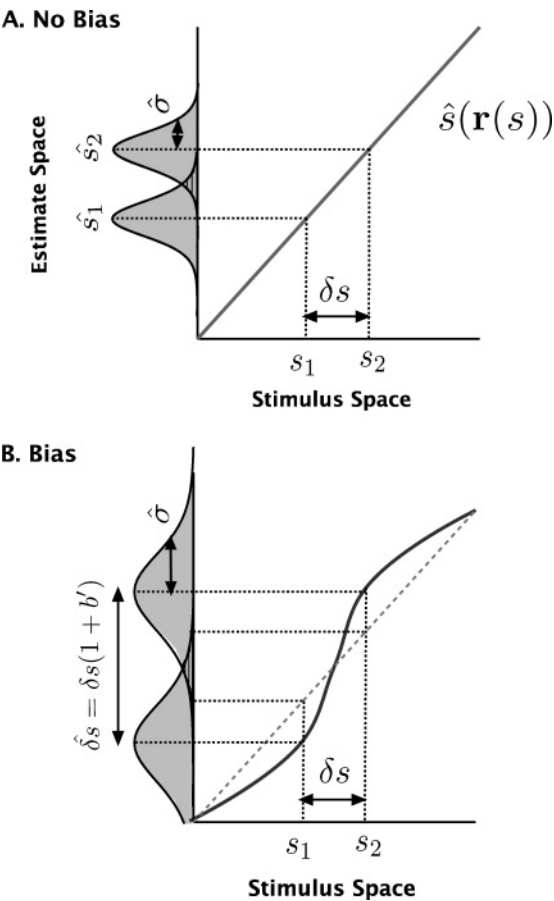 A. No Bias
Estimate Space
σ̂
ŝ₂
ŝ₁
ŝ(r(s))
δs
s₁
s₂
Stimulus Space
B. Bias
σ̂
δ̂s = δs(1 + b′)
δs
s₁
s₂
Stimulus Space